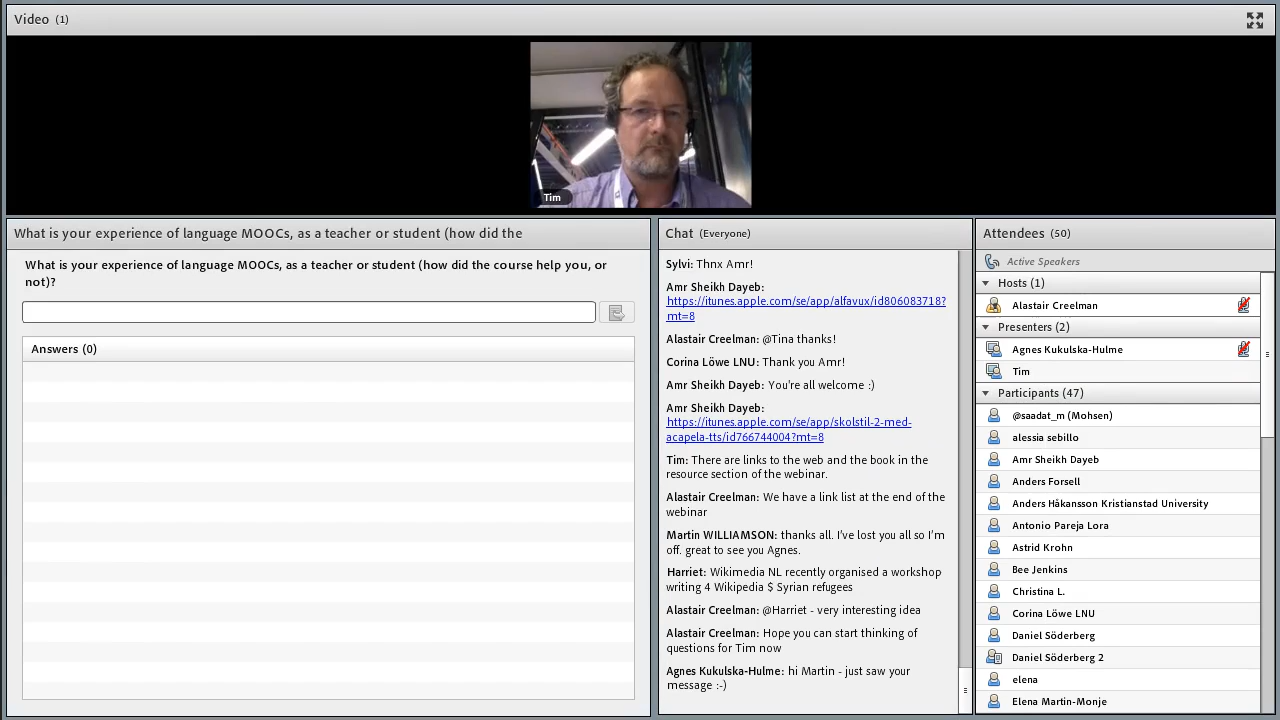 Video (1)
Tim
What is your experience of language MOOCs, as a teacher or student (how did the
What is your experience of language MOOCs, as a teacher or student (how did the course help you, or
not)?
Answers (0)
Chat (Everyone)
Sylvi: Thnx Amr!
Amr Sheikh Dayeb:
https://itunes.apple.com/se/app/alfavux/id806083718?
mt=8
Alastair Creelman: @Tina thanks!
Corina Löwe LNU: Thank you Amr!
Amr Sheikh Dayeb: You're all welcome :)
Amr Sheikh Dayeb:
https://itunes.apple.com/se/app/skolstil-2-med-
acapela-tts/id766744004?mt=8
Tim: There are links to the web and the book in the
resource section of the webinar.
Alastair Creelman: We have a link list at the end of the
webinar
Martin WILLIAMSON: thanks all. I've lost you all so I'm
off. great to see you Agnes.
Harriet: Wikimedia NL recently organised a workshop
writing 4 Wikipedia $ Syrian refugees
Alastair Creelman: @Harriet - very interesting idea
Alastair Creelman: Hope you can start thinking of
questions for Tim now
Agnes Kukulska-Hulme: hi Martin - just saw your
message :-)
Attendees (50)
Active Speakers
Hosts (1)
Alastair Creelman
Presenters (2)
Agnes Kukulska-Hulme
Tim
Participants (47)
@saadat_m (Mohsen)
alessia sebillo
Amr Sheikh Dayeb
Anders Forsell
Anders Håkansson Kristianstad University
Antonio Pareja Lora
Astrid Krohn
Bee Jenkins
Christina L.
Corina Löwe LNU
Daniel Söderberg
Daniel Söderberg 2
elena
Elena Martin-Monje